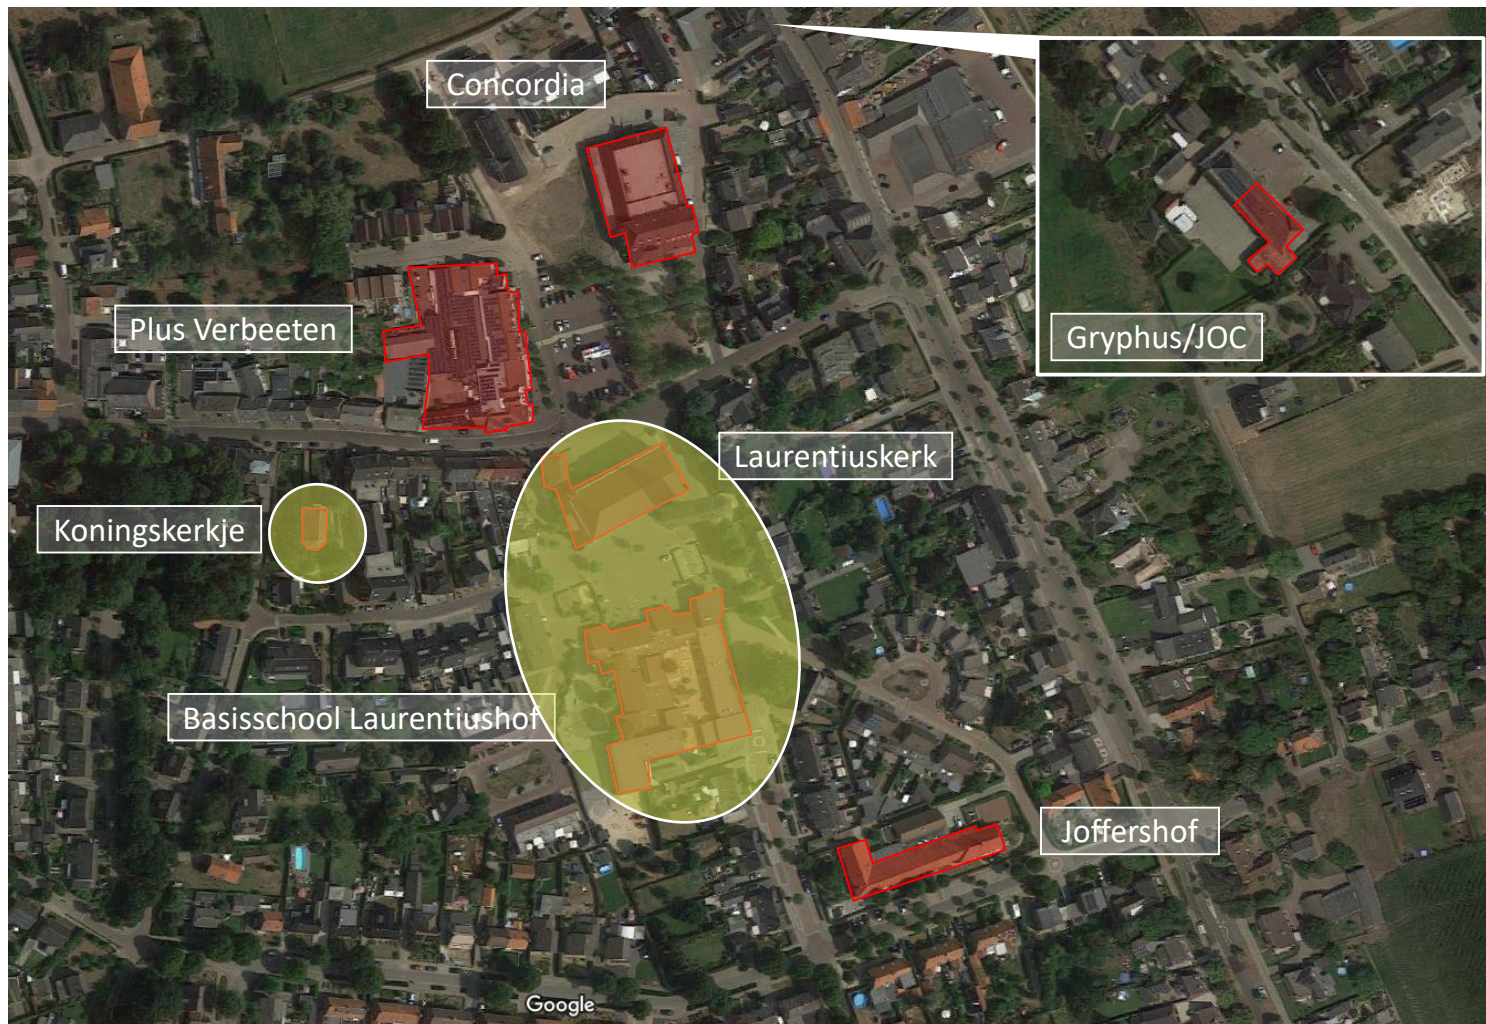 Concordia
Plus Verbeeten
Gryphus/JOC
Laurentiuskerk
Koningskerkje
Basisschool Laurentiushof
Joffershof
Google